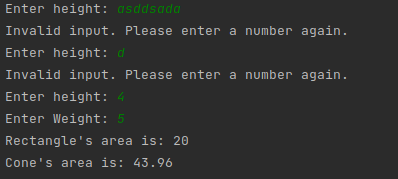 Enter height: asddsada
Invalid input. Please enter a number again.
Enter height: d
Invalid input. Please enter a number again.
Enter height: 4
Enter Weight: 5
Rectangle's area is: 20
Cone's area is: 43.96